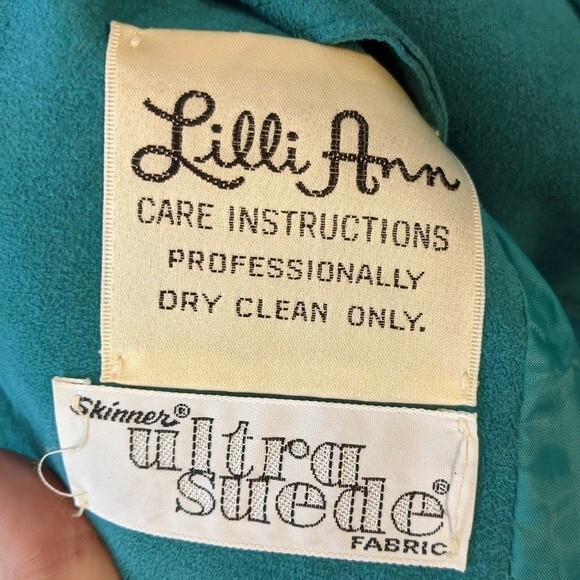 Lilli Ann
CARE INSTRUCTIONS
PROFESSIONALLY
DRY CLEAN ONLY.
Skinner®
ultra
suede®
FABRIC